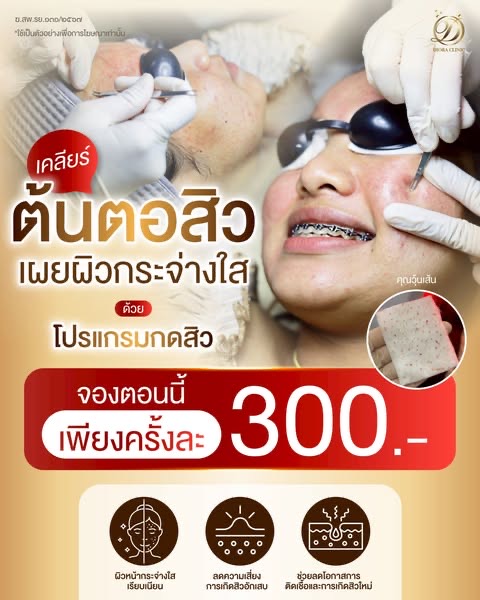 ฆ.สพ.รย.๑๓๑/๒๕๖๗
*ใช้เป็นตัวอย่างเพื่อการโฆษณาเท่านั้น
D
DIORA CLINIC
เคลียร์
ต้นตอสิว
เผยผิวกระจ่างใส
ด้วย
โปรแกรมกดสิว
คุณวุ้นเส้น
จองตอนนี้
เพียงครั้งละ
300.-
ผิวหน้ากระจ่างใส
เรียบเนียน
ลดความเสี่ยง
การเกิดสิวอักเสบ
ช่วยลดโอกาสการ
ติดเชื้อและการเกิดสิวใหม่